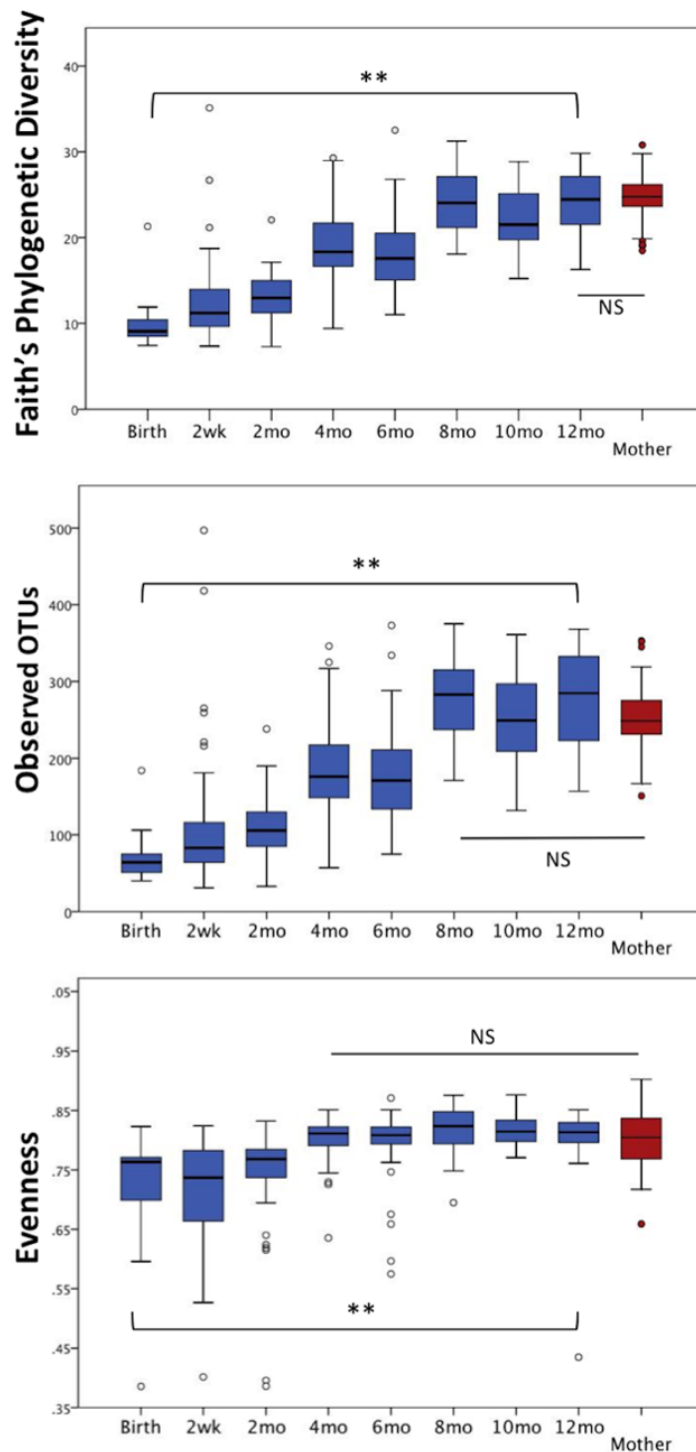 Faith's Phylogenetic Diversity
40
30
20
10
0
**
NS
Birth 2wk 2mo 4mo 6mo 8mo 10mo 12mo Mother
Observed OTUs
500
400
300
200
100
0
**
NS
Birth 2wk 2mo 4mo 6mo 8mo 10mo 12mo Mother
Evenness
.05
.95
.85
.75
.65
.55
.45
.35
NS
**
Birth 2wk 2mo 4mo 6mo 8mo 10mo 12mo Mother